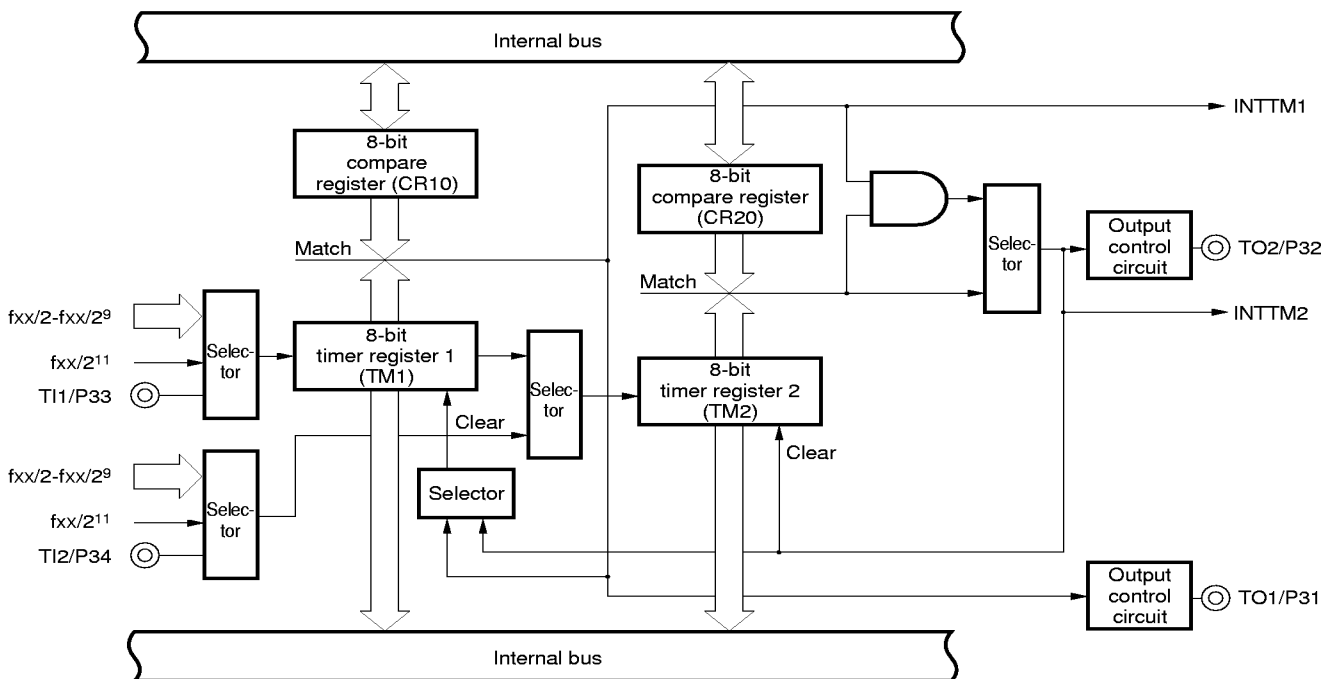 Internal bus
INTTM1
8-bit
compare
register (CR10)
8-bit
compare register
(CR20)
Selec-
tor
Output
control
circuit
TO2/P32
Match
Match
INTTM2
fxx/2-fxx/2⁹
fxx/2¹¹
TI1/P33
Selec-
tor
8-bit
timer register 1
(TM1)
Selec-
tor
8-bit
timer register 2
(TM2)
Clear
Clear
fxx/2-fxx/2⁹
fxx/2¹¹
TI2/P34
Selec-
tor
Selector
Output
control
circuit
TO1/P31
Internal bus